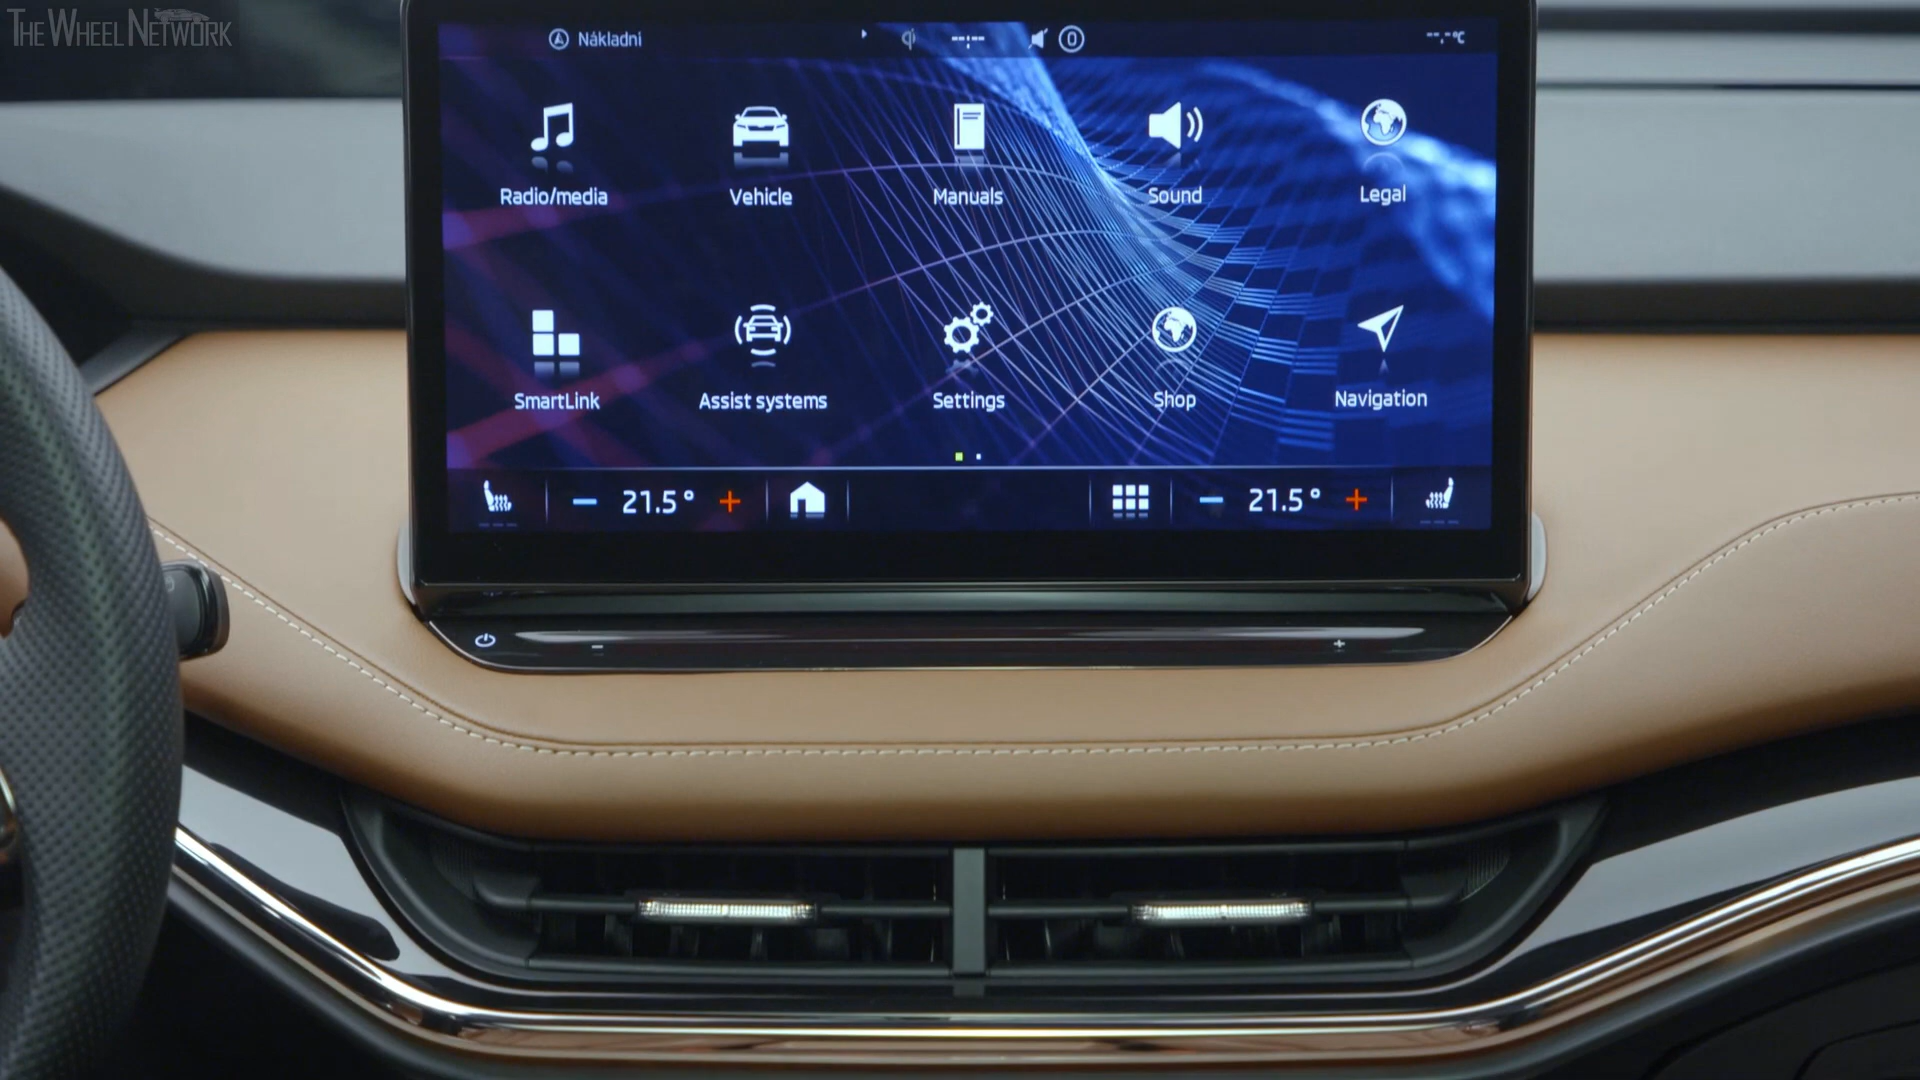 THE WHEEL NETWORK
Nákladní --:-- 0 --.-°C
Radio/media Vehicle Manuals Sound Legal
SmartLink Assist systems Settings Shop Navigation
− 21.5° + − 21.5° +
− +